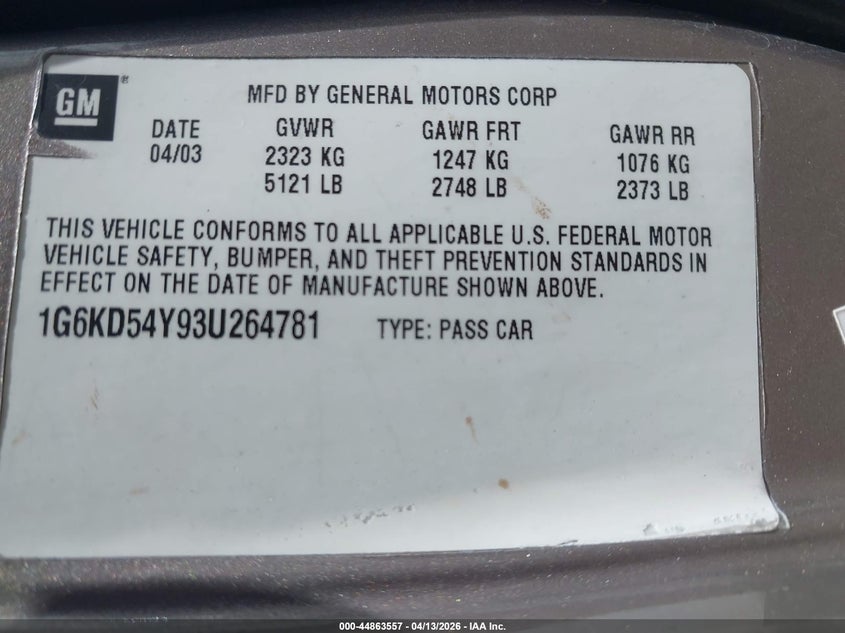 GM ®
MFD BY GENERAL MOTORS CORP
DATE GVWR GAWR FRT GAWR RR
04/03 2323 KG 1247 KG 1076 KG
5121 LB 2748 LB 2373 LB
THIS VEHICLE CONFORMS TO ALL APPLICABLE U.S. FEDERAL MOTOR
VEHICLE SAFETY, BUMPER, AND THEFT PREVENTION STANDARDS IN
EFFECT ON THE DATE OF MANUFACTURE SHOWN ABOVE.
1G6KD54Y93U264781 TYPE: PASS CAR
000-44863557 - 04/13/2026 - IAA Inc.